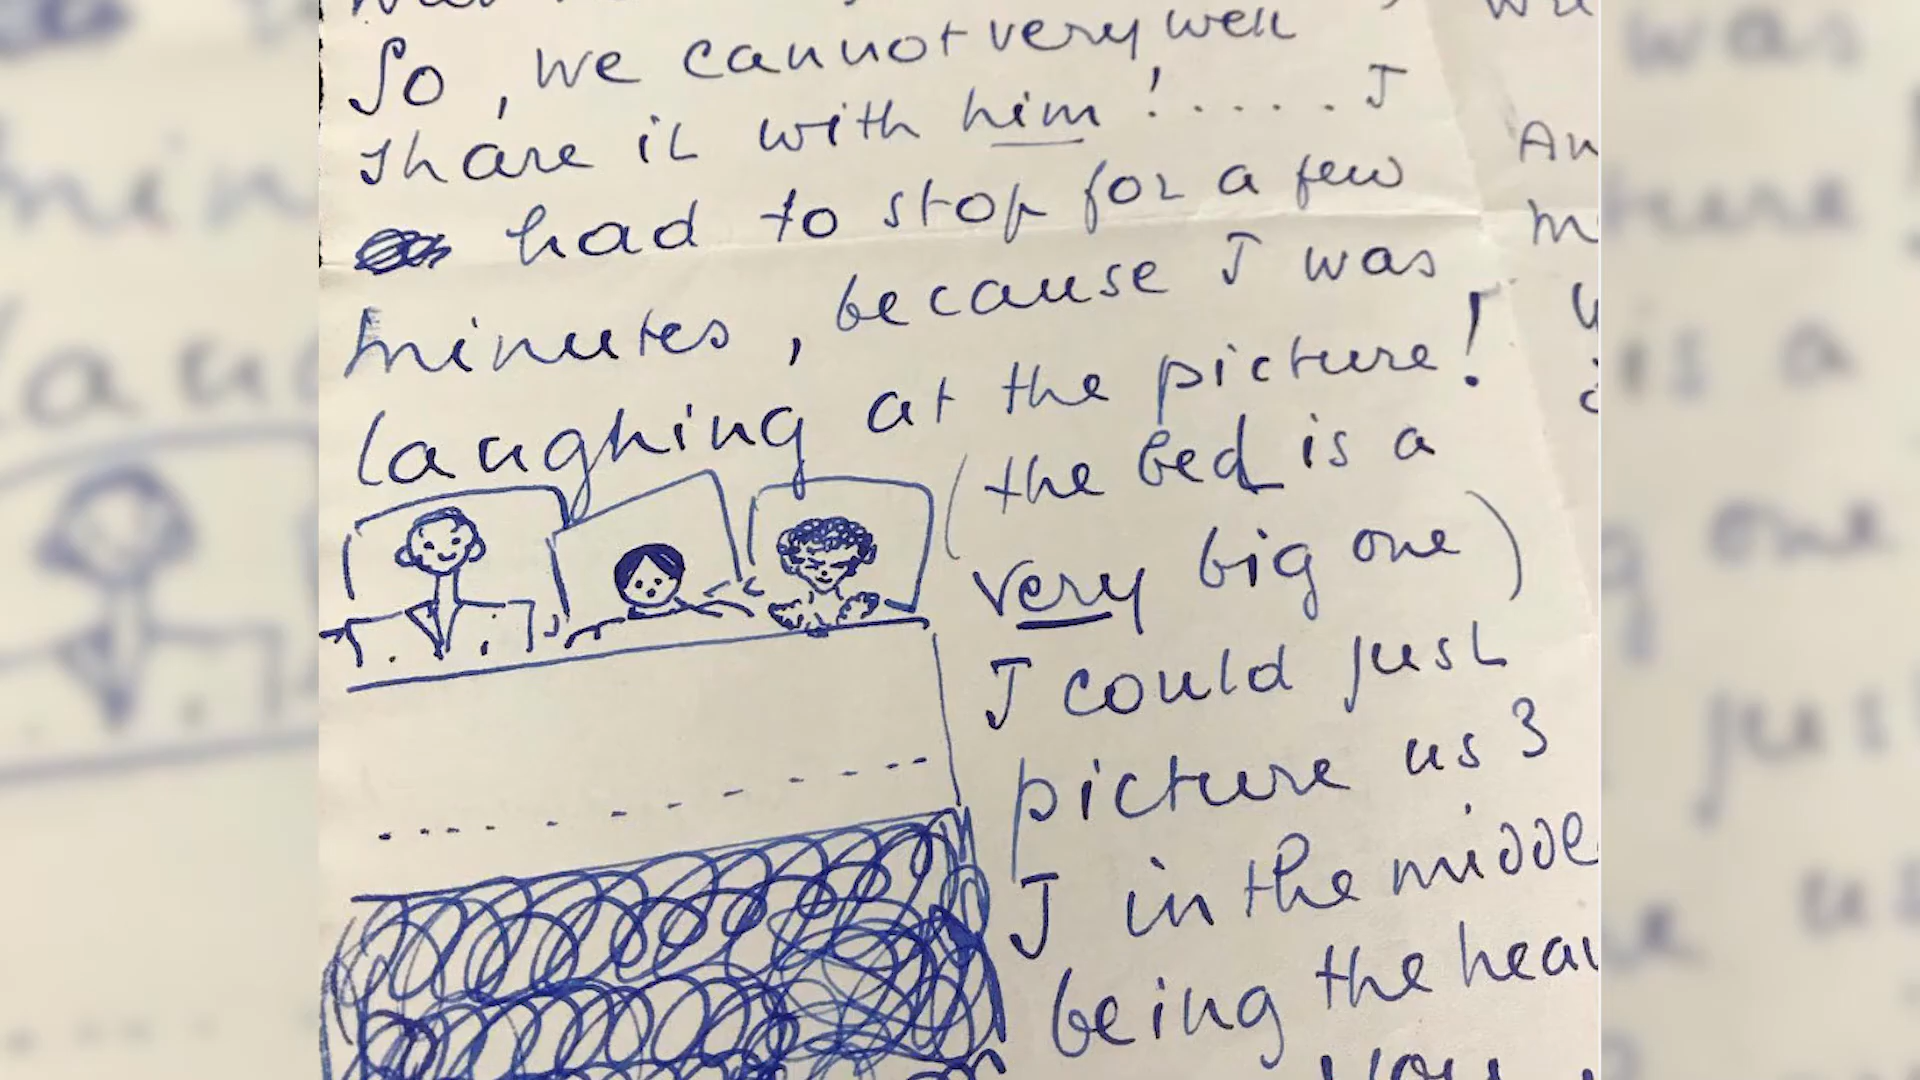 So, we cannot very well
share it with him!.....I
had to stop for a few
minutes, because I was
laughing at the picture!
(the bed is a
very big one)
I could just
picture us 3
I in the middle
being the
you